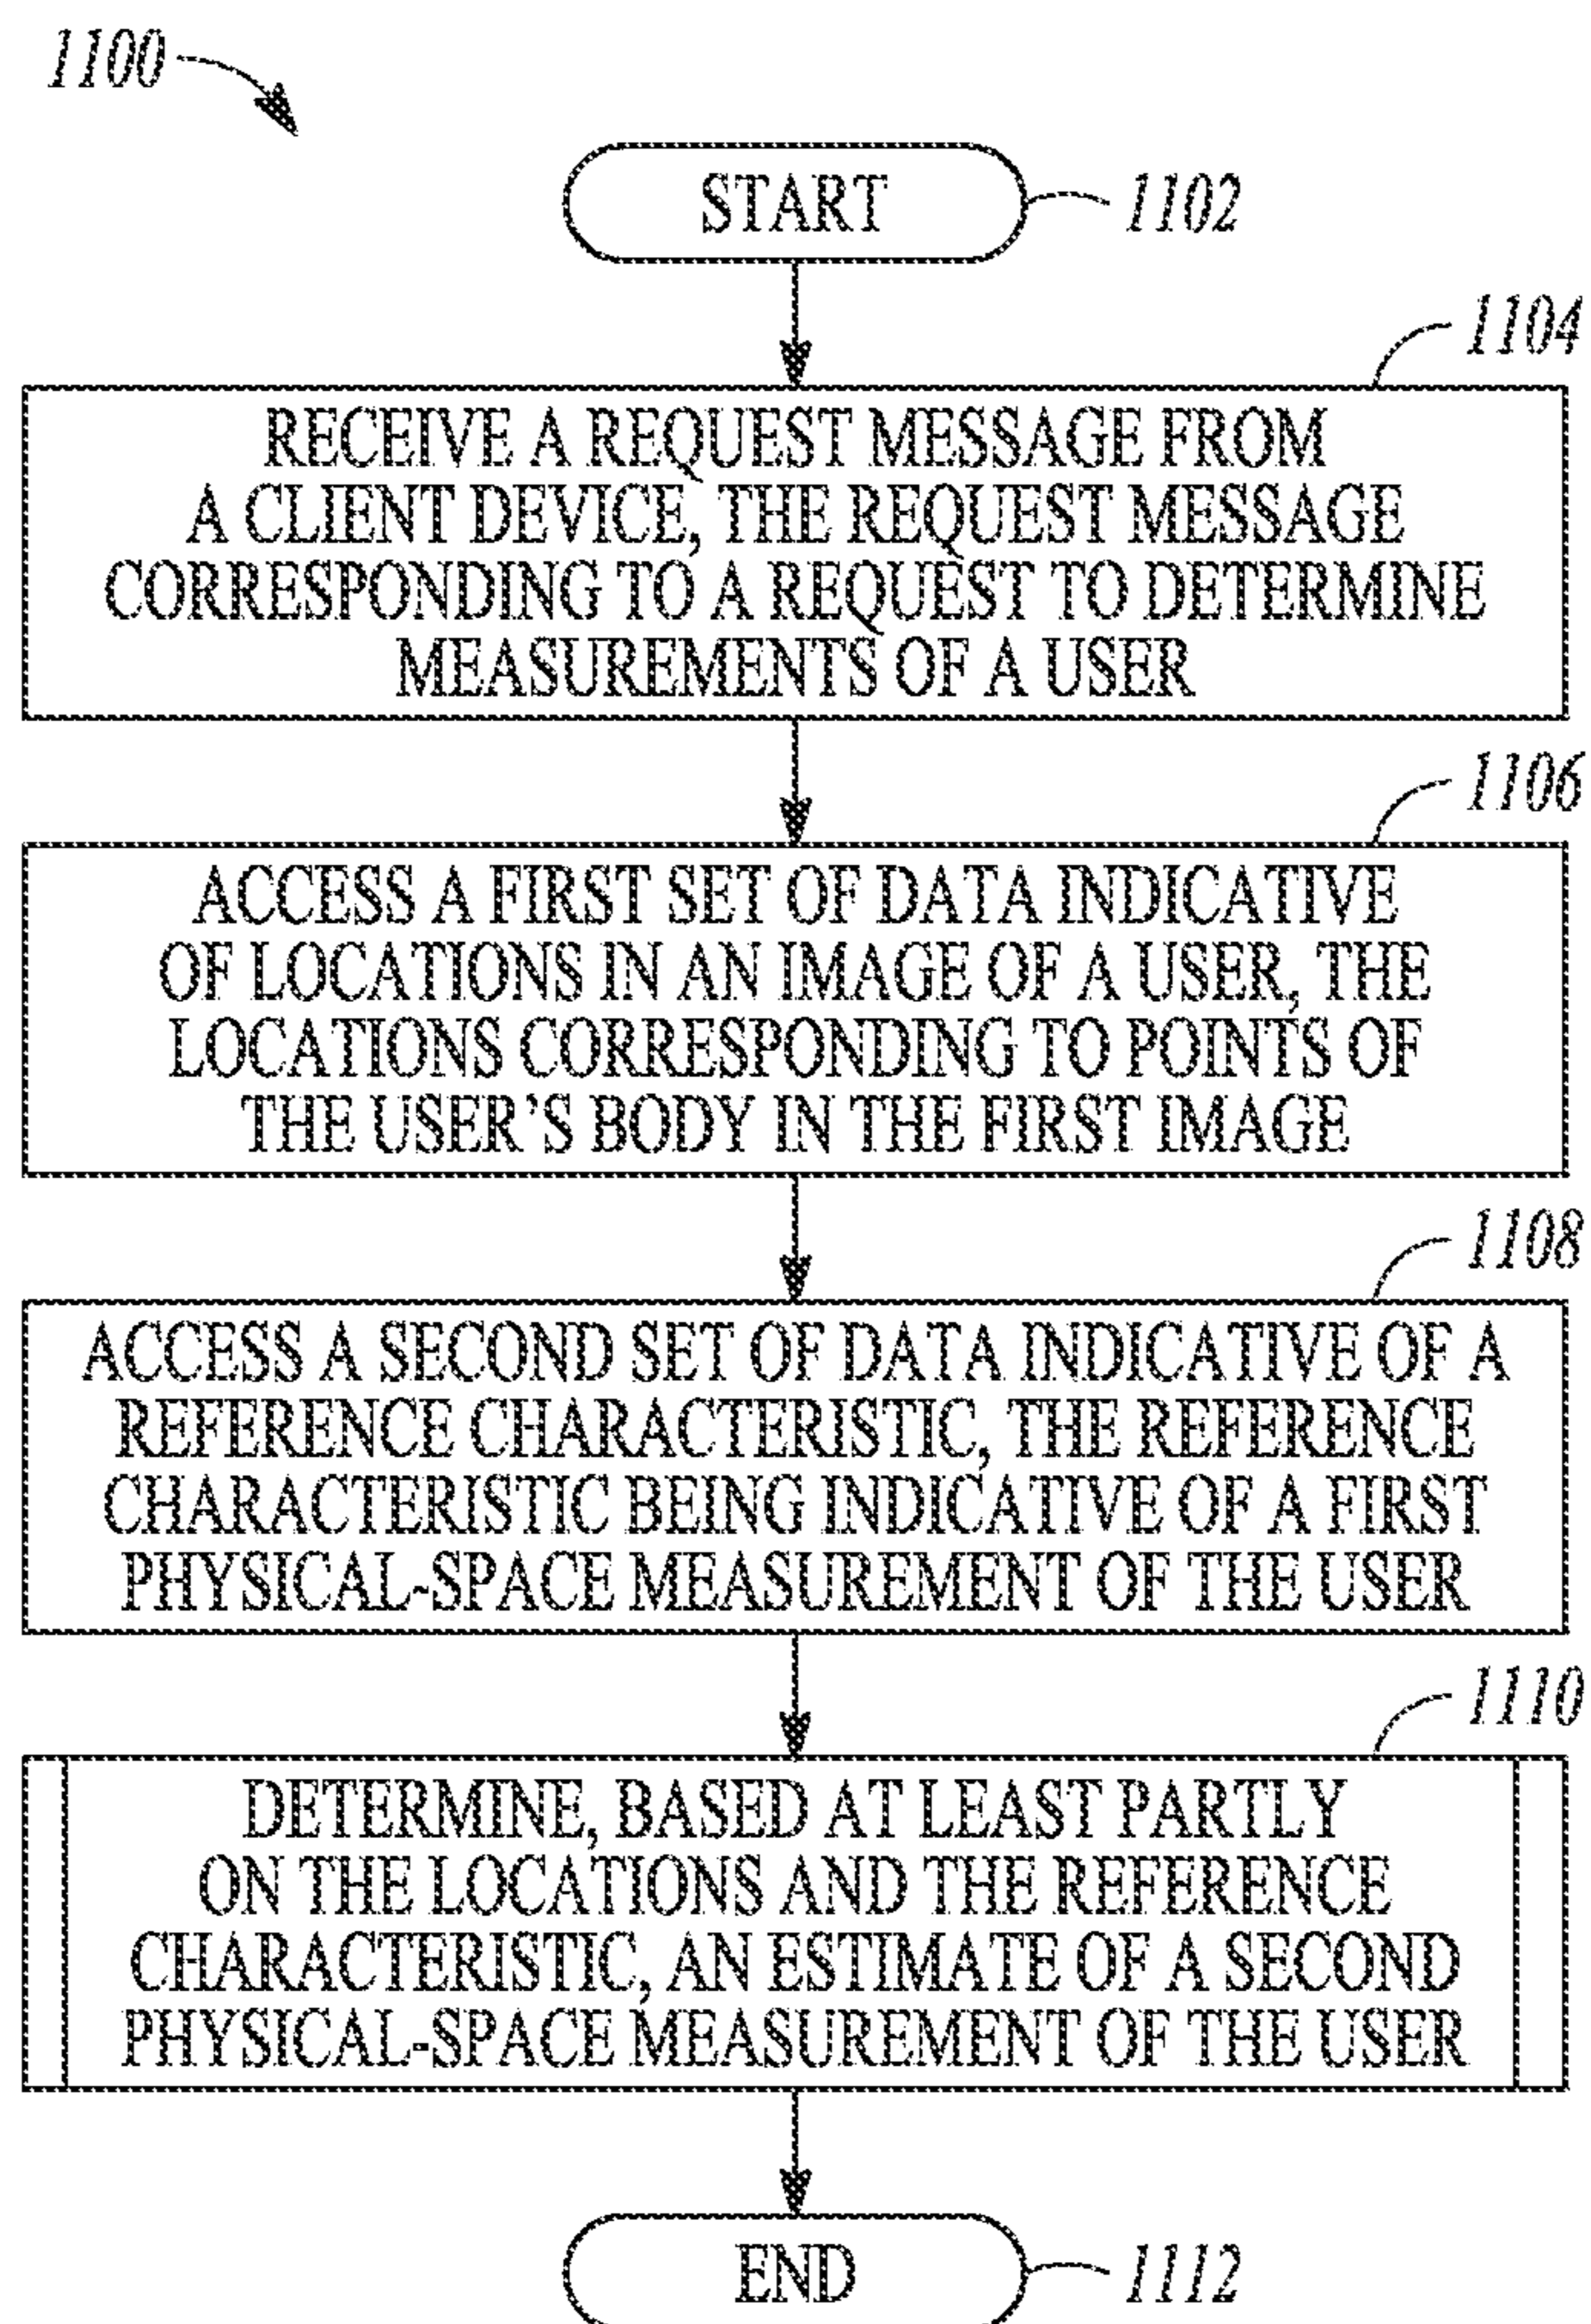 1100
START
1102
1104
RECEIVE A REQUEST MESSAGE FROM
A CLIENT DEVICE, THE REQUEST MESSAGE
CORRESPONDING TO A REQUEST TO DETERMINE
MEASUREMENTS OF A USER
1106
ACCESS A FIRST SET OF DATA INDICATIVE
OF LOCATIONS IN AN IMAGE OF A USER, THE
LOCATIONS CORRESPONDING TO POINTS OF
THE USER'S BODY IN THE FIRST IMAGE
1108
ACCESS A SECOND SET OF DATA INDICATIVE OF A
REFERENCE CHARACTERISTIC, THE REFERENCE
CHARACTERISTIC BEING INDICATIVE OF A FIRST
PHYSICAL-SPACE MEASUREMENT OF THE USER
1110
DETERMINE, BASED AT LEAST PARTLY
ON THE LOCATIONS AND THE REFERENCE
CHARACTERISTIC, AN ESTIMATE OF A SECOND
PHYSICAL-SPACE MEASUREMENT OF THE USER
END
1112